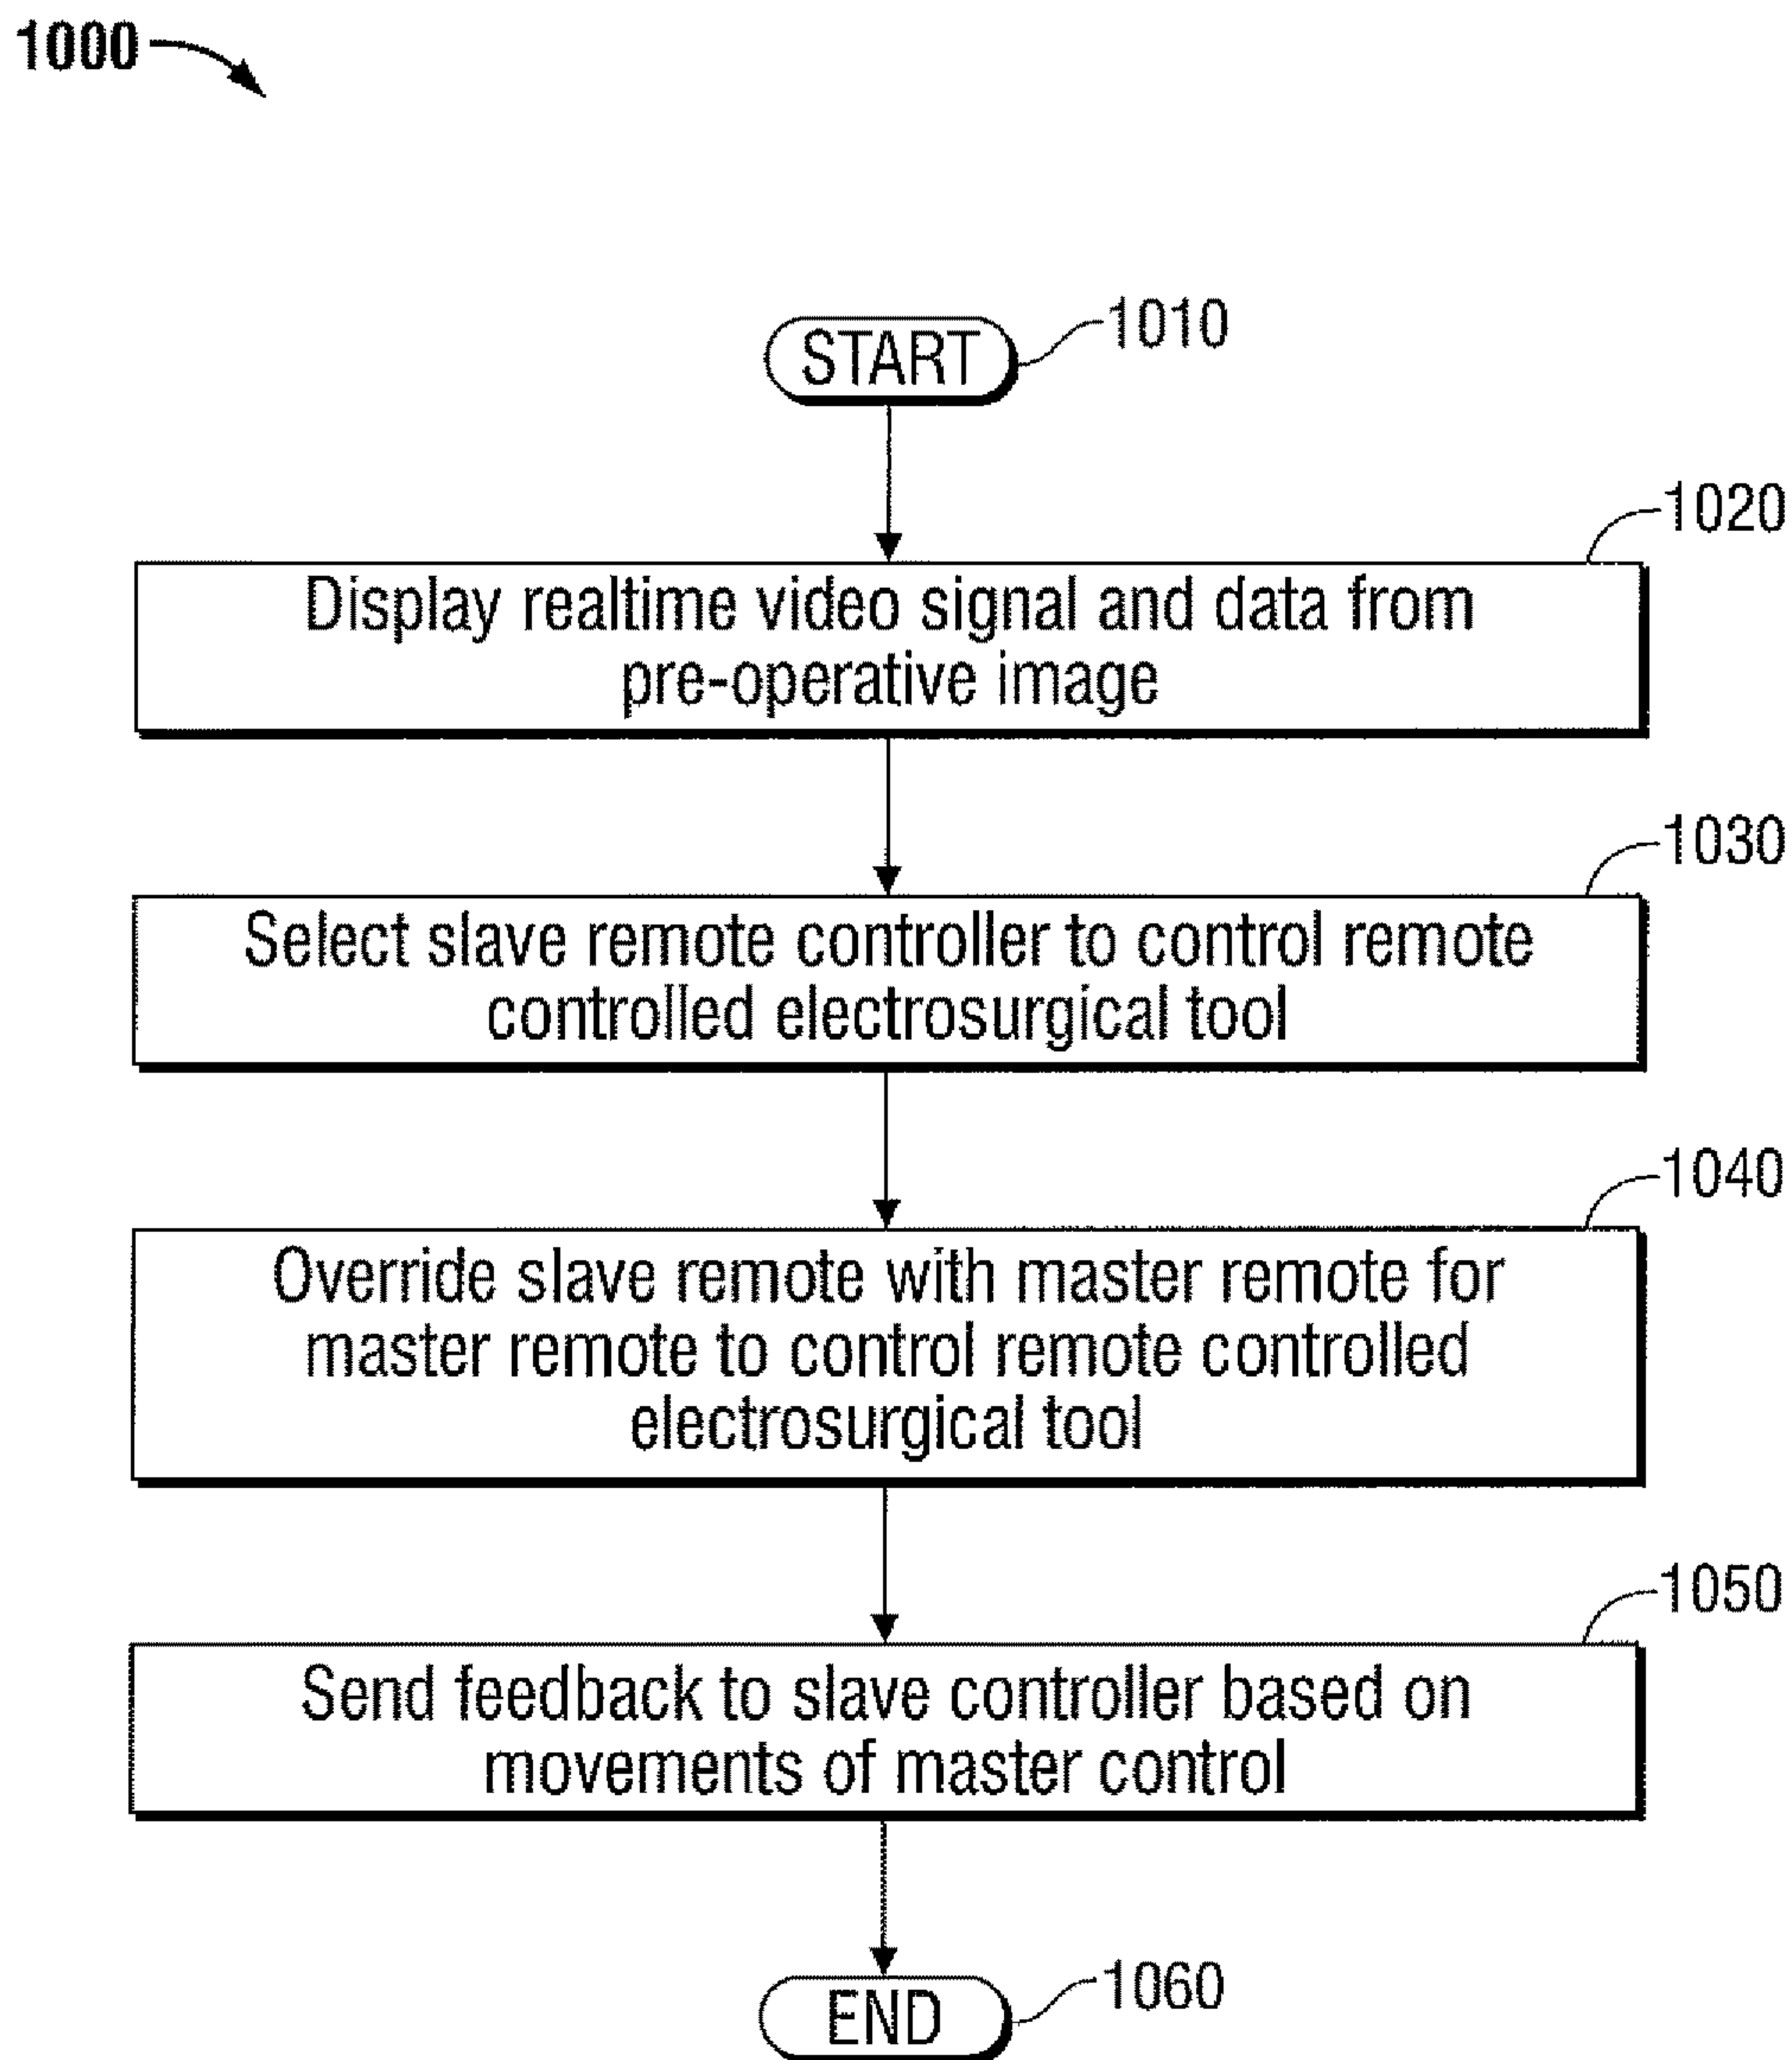 1000
START
1010
1020
Display realtime video signal and data from
pre-operative image
1030
Select slave remote controller to control remote
controlled electrosurgical tool
1040
Override slave remote with master remote for
master remote to control remote controlled
electrosurgical tool
1050
Send feedback to slave controller based on
movements of master control
1060
END